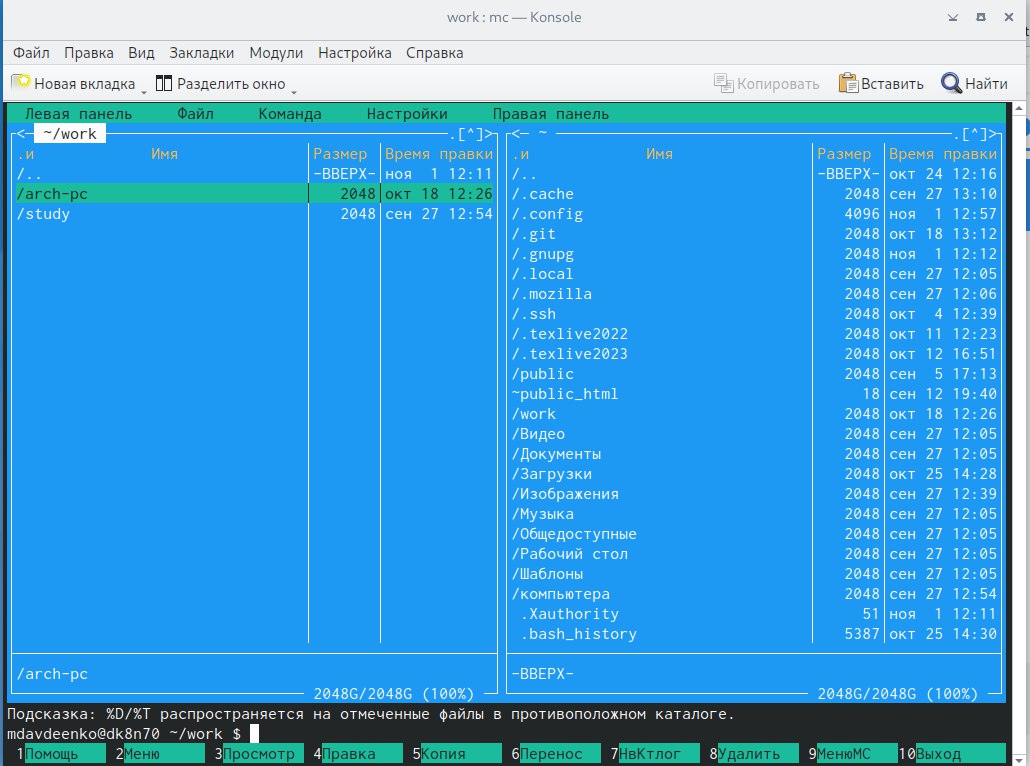 work : mc — Konsole
Файл Правка Вид Закладки Модули Настройка Справка
Новая вкладка Разделить окно Копировать Вставить Найти
Левая панель Файл Команда Настройки Правая панель
<— ~/work .[^]> <— ~ .[^]>
.и Имя Размер Время правки .и Имя Размер Время правки
/.. -ВВЕРХ- ноя 1 12:11 /.. -ВВЕРХ- окт 24 12:16
/arch-pc 2048 окт 18 12:26 /.cache 2048 сен 27 13:10
/study 2048 сен 27 12:54 /.config 4096 ноя 1 12:57
/.git 2048 окт 18 13:12
/.gnupg 2048 ноя 1 12:12
/.local 2048 сен 27 12:05
/.mozilla 2048 сен 27 12:06
/.ssh 2048 окт 4 12:39
/.texlive2022 2048 окт 11 12:23
/.texlive2023 2048 окт 12 16:51
/public 2048 сен 5 17:13
~public_html 18 сен 12 19:40
/work 2048 окт 18 12:26
/Видео 2048 сен 27 12:05
/Документы 2048 сен 27 12:05
/Загрузки 2048 окт 25 14:28
/Изображения 2048 сен 27 12:39
/Музыка 2048 сен 27 12:05
/Общедоступные 2048 сен 27 12:05
/Рабочий стол 2048 сен 27 12:05
/Шаблоны 2048 сен 27 12:05
/компьютера 2048 сен 27 12:54
.Xauthority 51 ноя 1 12:11
.bash_history 5387 окт 25 14:30
/arch-pc -ВВЕРХ-
2048G/2048G (100%) 2048G/2048G (100%)
Подсказка: %D/%T распространяется на отмеченные файлы в противоположном каталоге.
mdavdeenko@dk8n70 ~/work $
1Помощь 2Меню 3Просмотр 4Правка 5Копия 6Перенос 7НвКтлог 8Удалить 9МенюMC 10Выход